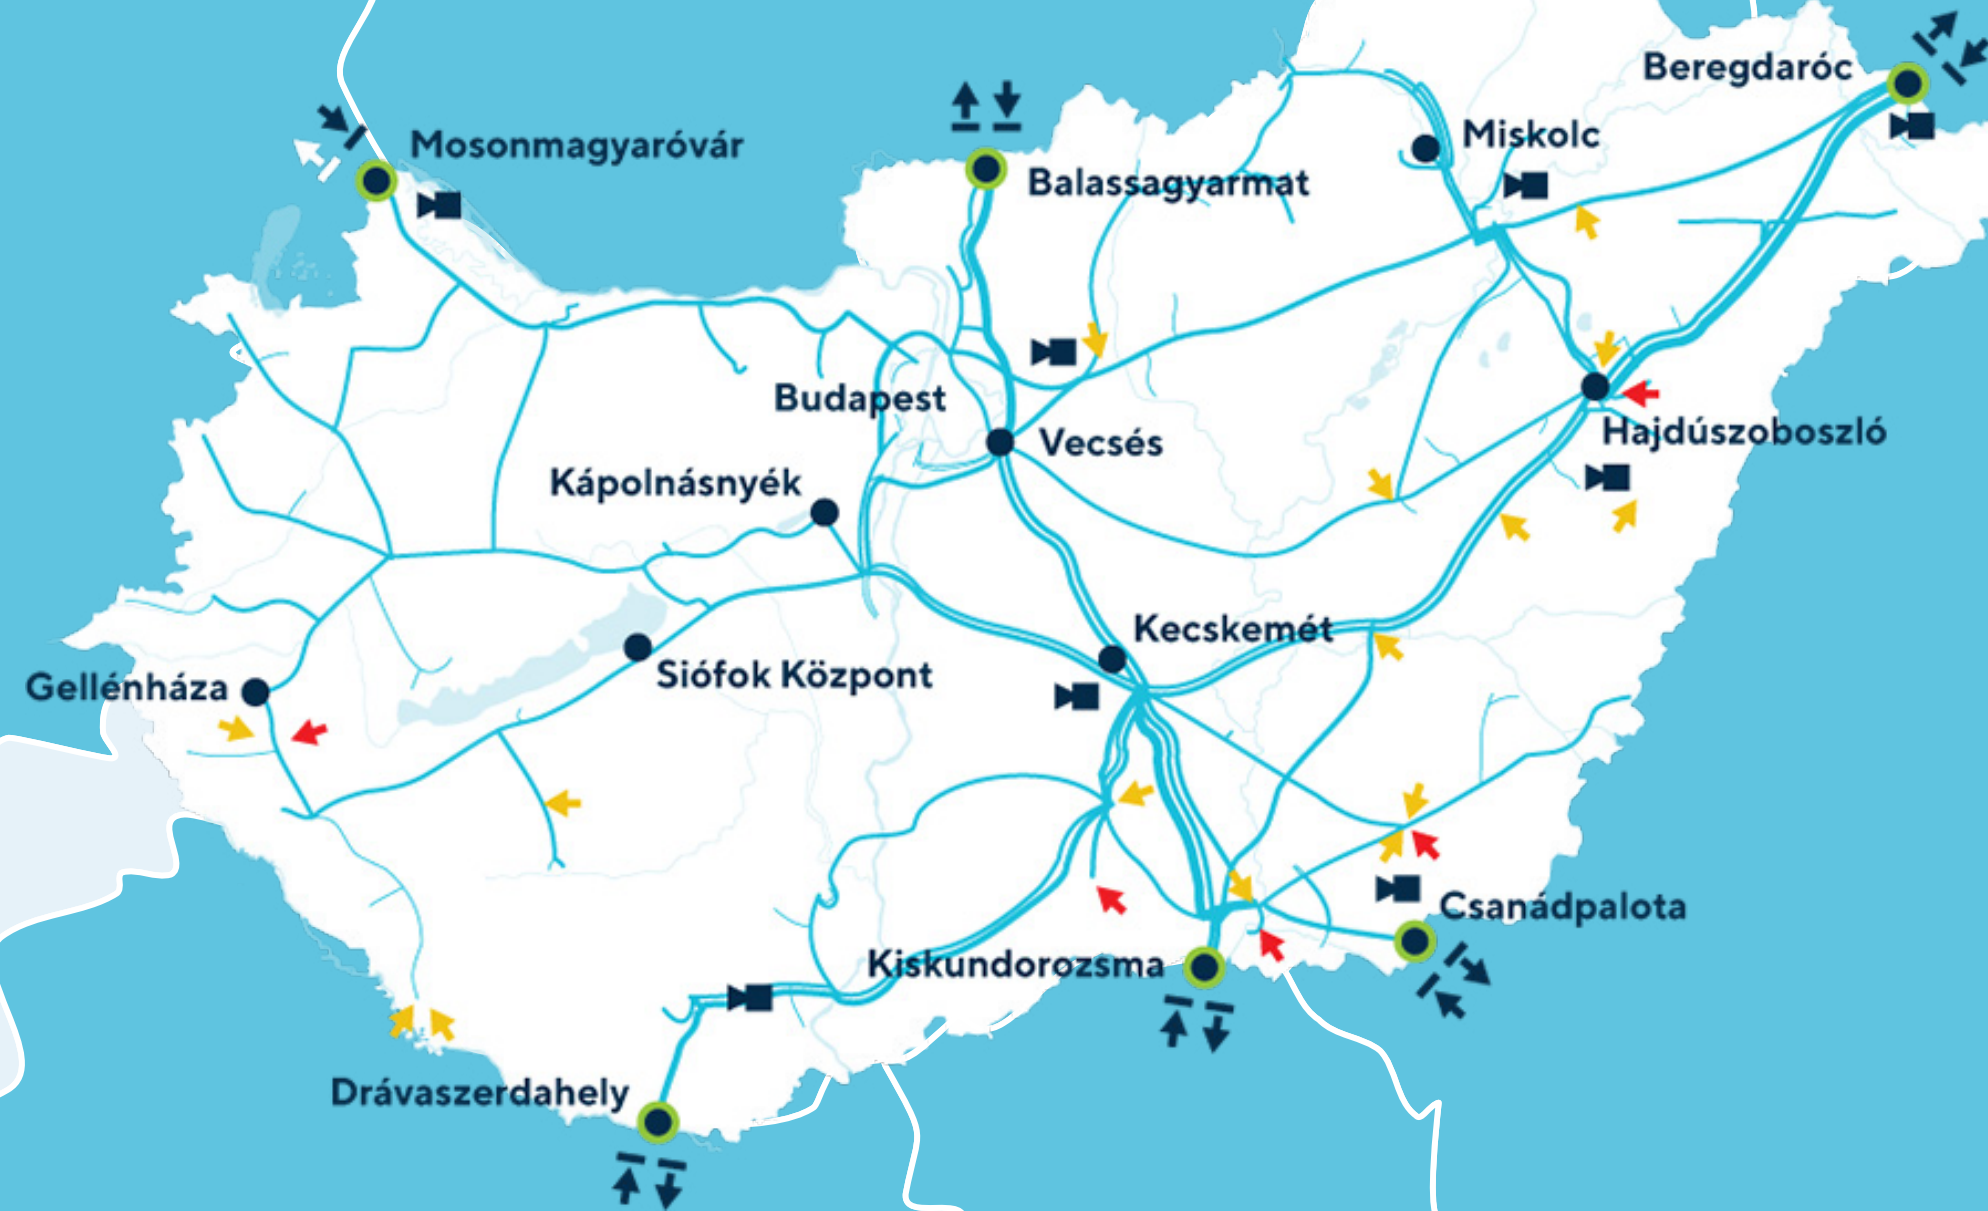 Beregdaróc
Mosonmagyaróvár
Miskolc
Balassagyarmat
Budapest
Vecsés
Hajdúszoboszló
Kápolnásnyék
Kecskemét
Siófok Központ
Gellénháza
Csanádpalota
Kiskundorozsma
Drávaszerdahely